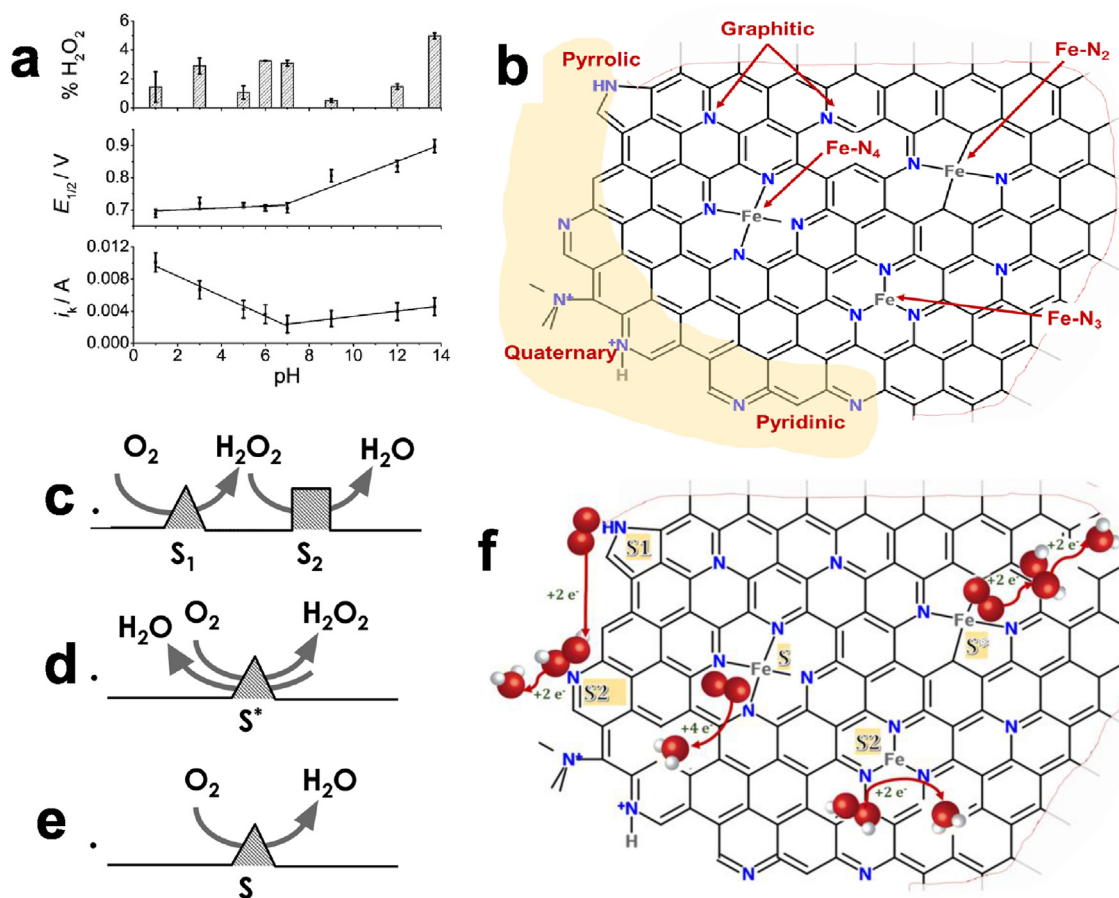 a
% H₂O₂
6
4
2
0
E₁/₂/ V
0.9
0.8
0.7
iₖ/ A
0.012
0.008
0.004
0.000
0 2 4 6 8 10 12 14
pH
b
Graphitic
Pyrrolic
Fe-N₂
HN
N N
Fe-N₄
N
N N Fe N
N Fe N
N
N N
N⁺
N Fe N
Fe-N₃
Quaternary
⁺N
H
Pyridinic
N N
c.
O₂ H₂O₂ H₂O
S₁ S₂
d.
H₂O O₂ H₂O₂
S*
e.
O₂ H₂O
S
f
HN S1
N N
+2 e⁻
+2 e⁻
+2 e⁻
N
N N Fe N
N Fe S N
S*
N S2
+2 e⁻
N
+4 e⁻
S2 N N
N⁺
N Fe N
+2 e⁻
⁺N
H
N N